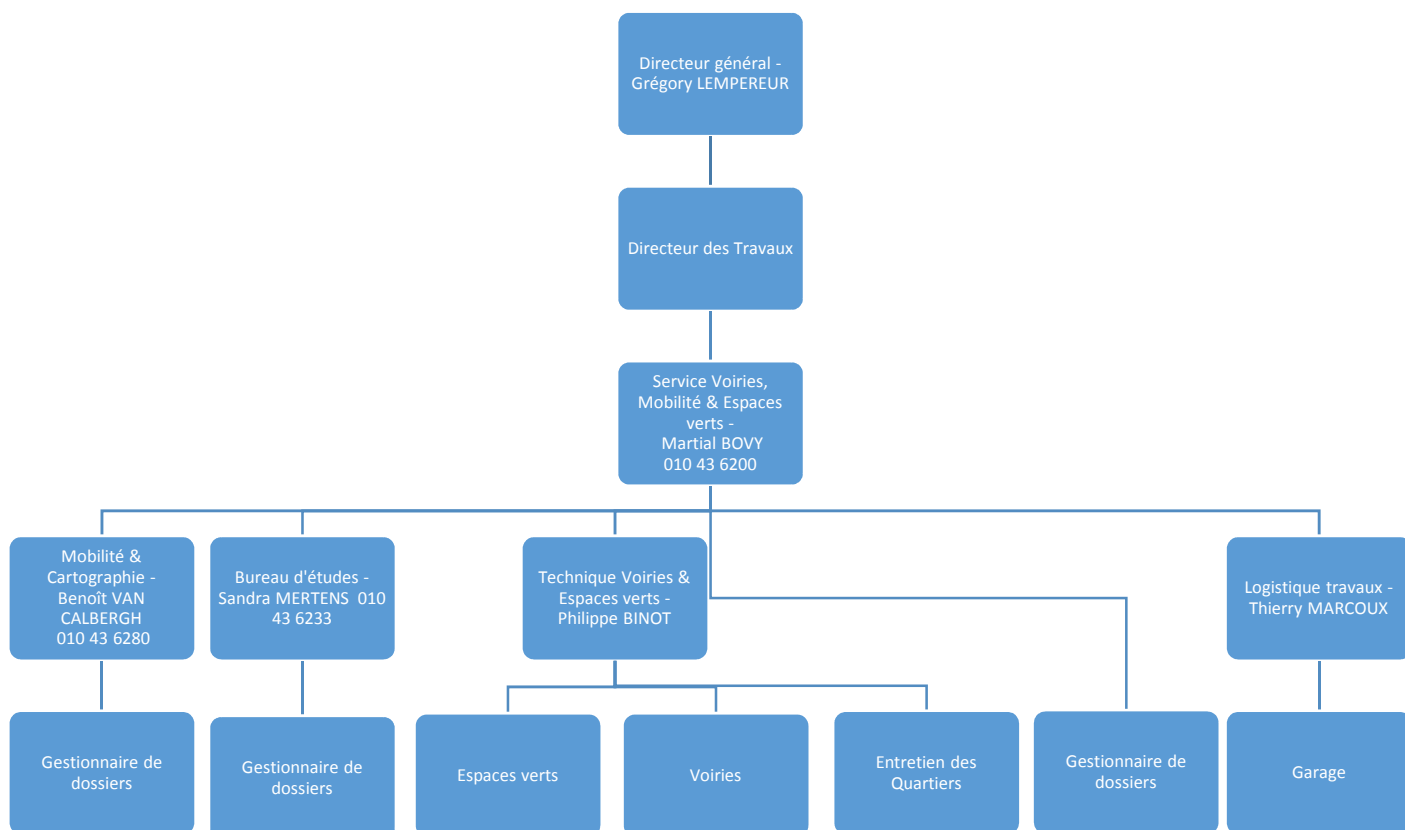 Directeur général -
Grégory LEMPEREUR
Directeur des Travaux
Service Voiries,
Mobilité & Espaces
verts -
Martial BOVY
010 43 6200
Mobilité &
Cartographie -
Benoît VAN
CALBERGH
010 43 6280
Bureau d'études -
Sandra MERTENS  010
43 6233
Technique Voiries &
Espaces verts -
Philippe BINOT
Logistique travaux -
Thierry MARCOUX
Gestionnaire de
dossiers
Gestionnaire de
dossiers
Espaces verts
Voiries
Entretien des
Quartiers
Gestionnaire de
dossiers
Garage